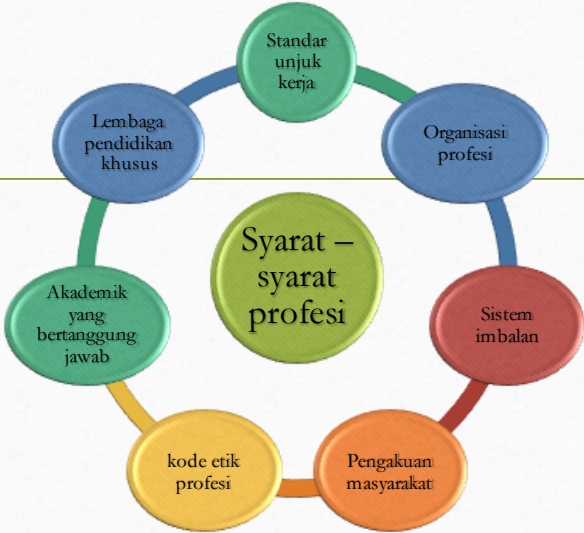 Standar
unjuk
kerja
Organisasi
profesi
Sistem
imbalan
Pengakuan
masyarakat
kode etik
profesi
Akademik
yang
bertanggung
jawab
Lembaga
pendidikan
khusus
Syarat –
syarat
profesi